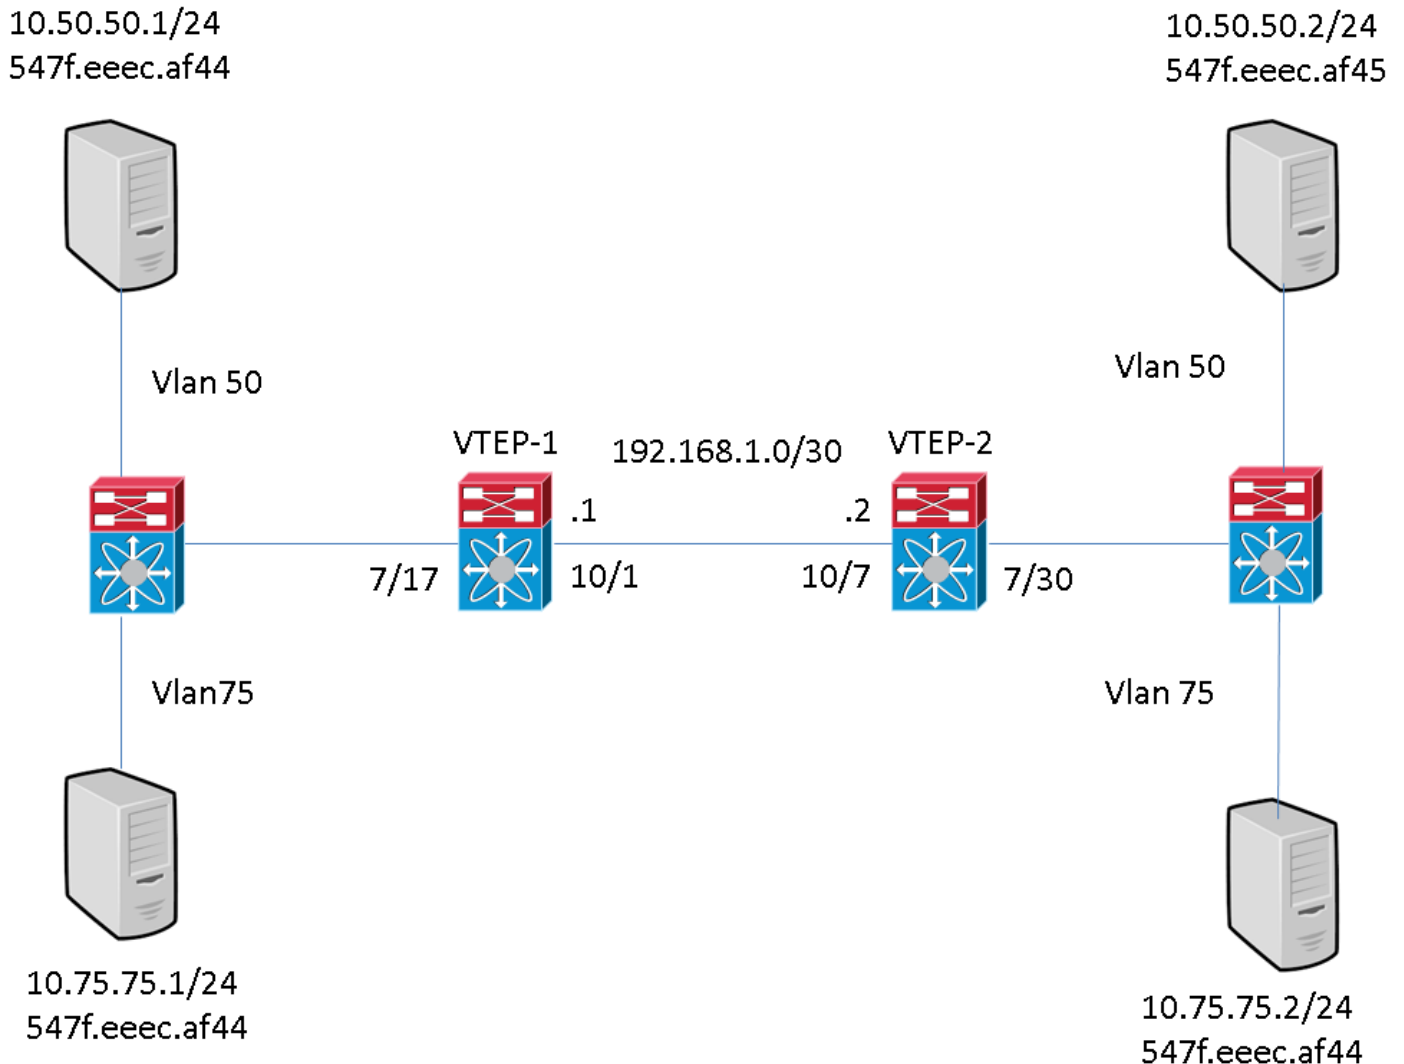 10.50.50.1/24
547f.eeec.af44
10.50.50.2/24
547f.eeec.af45
Vlan 50
Vlan 50
VTEP-1
192.168.1.0/30
VTEP-2
.1
.2
7/17
10/1
10/7
7/30
Vlan75
Vlan 75
10.75.75.1/24
547f.eeec.af44
10.75.75.2/24
547f.eeec.af44